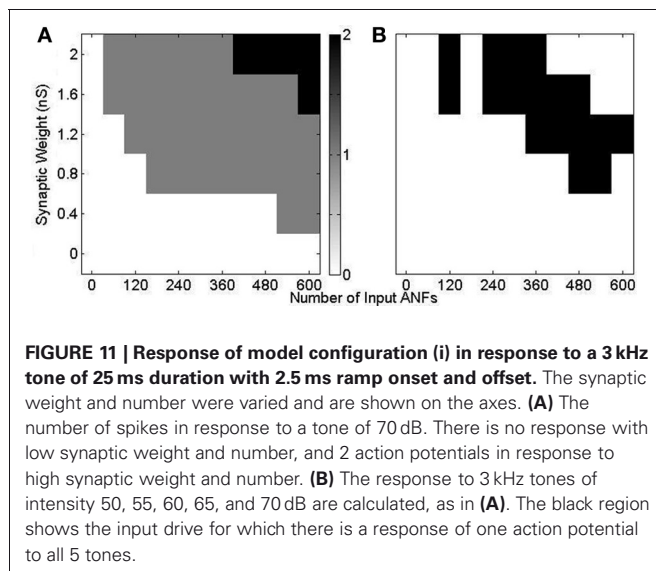 A
B
2
1.6
1.2
0.8
0.4
0
Synaptic Weight (nS)
2
1
0
0 120 240 360 480 600
0 120 240 360 480 600
Number of Input ANFs
FIGURE 11 | Response of model configuration (i) in response to a 3 kHz
tone of 25 ms duration with 2.5 ms ramp onset and offset. The synaptic
weight and number were varied and are shown on the axes. (A) The
number of spikes in response to a tone of 70 dB. There is no response with
low synaptic weight and number, and 2 action potentials in response to
high synaptic weight and number. (B) The response to 3 kHz tones of
intensity 50, 55, 60, 65, and 70 dB are calculated, as in (A). The black region
shows the input drive for which there is a response of one action potential
to all 5 tones.